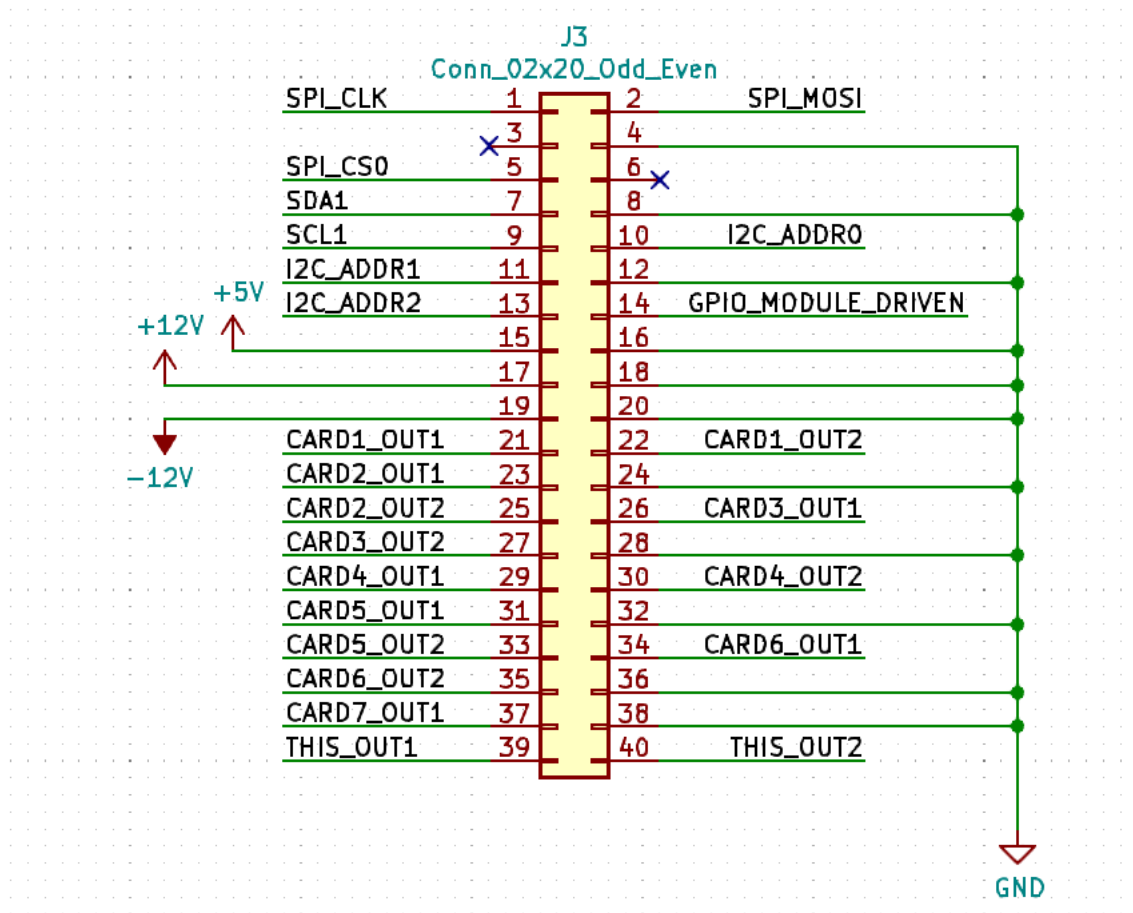 J3
Conn_02x20_Odd_Even
SPI_CLK 1 2 SPI_MOSI
3 4
SPI_CS0 5 6
SDA1 7 8
SCL1 9 10 I2C_ADDR0
I2C_ADDR1 11 12
+5V
I2C_ADDR2 13 14 GPIO_MODULE_DRIVEN
+12V
15 16
17 18
19 20
CARD1_OUT1 21 22 CARD1_OUT2
-12V
CARD2_OUT1 23 24
CARD2_OUT2 25 26 CARD3_OUT1
CARD3_OUT2 27 28
CARD4_OUT1 29 30 CARD4_OUT2
CARD5_OUT1 31 32
CARD5_OUT2 33 34 CARD6_OUT1
CARD6_OUT2 35 36
CARD7_OUT1 37 38
THIS_OUT1 39 40 THIS_OUT2
GND